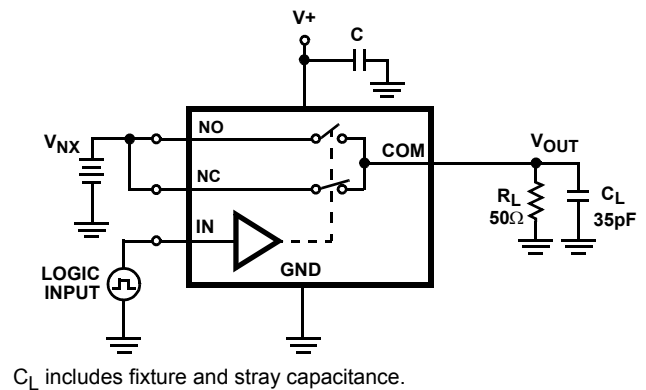 V+
C
NO
V_NX
COM
V_OUT
NC
R_L
50Ω
C_L
35pF
IN
LOGIC
INPUT
GND
C_L includes fixture and stray capacitance.